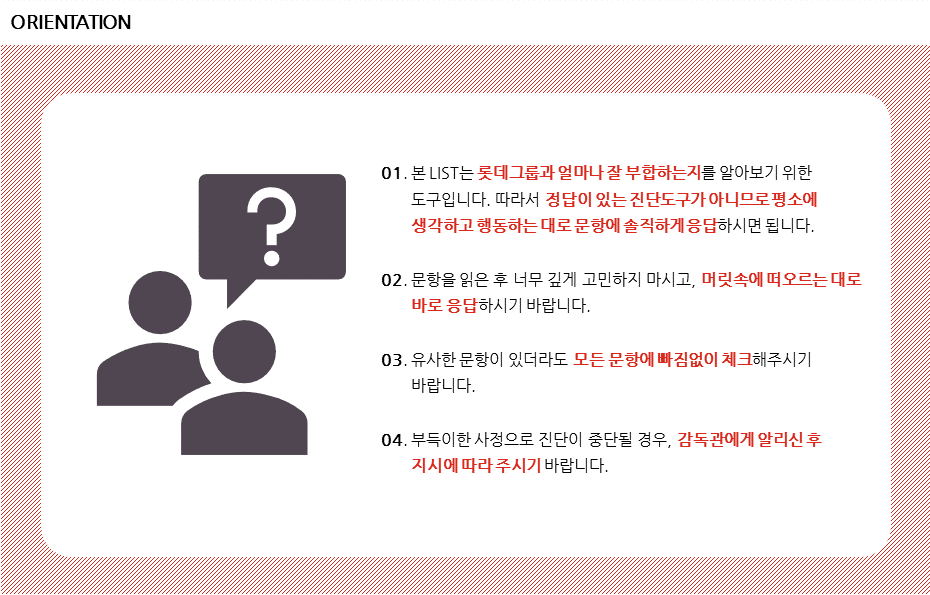 ORIENTATION
?
01. 본 LIST는 롯데그룹과 얼마나 잘 부합하는지를 알아보기 위한
도구입니다. 따라서 정답이 있는 진단도구가 아니므로 평소에
생각하고 행동하는 대로 문항에 솔직하게 응답하시면 됩니다.
02. 문항을 읽은 후 너무 깊게 고민하지 마시고, 머릿속에 떠오르는 대로
바로 응답하시기 바랍니다.
03. 유사한 문항이 있더라도 모든 문항에 빠짐없이 체크해주시기
바랍니다.
04. 부득이한 사정으로 진단이 중단될 경우, 감독관에게 알리신 후
지시에 따라 주시기 바랍니다.